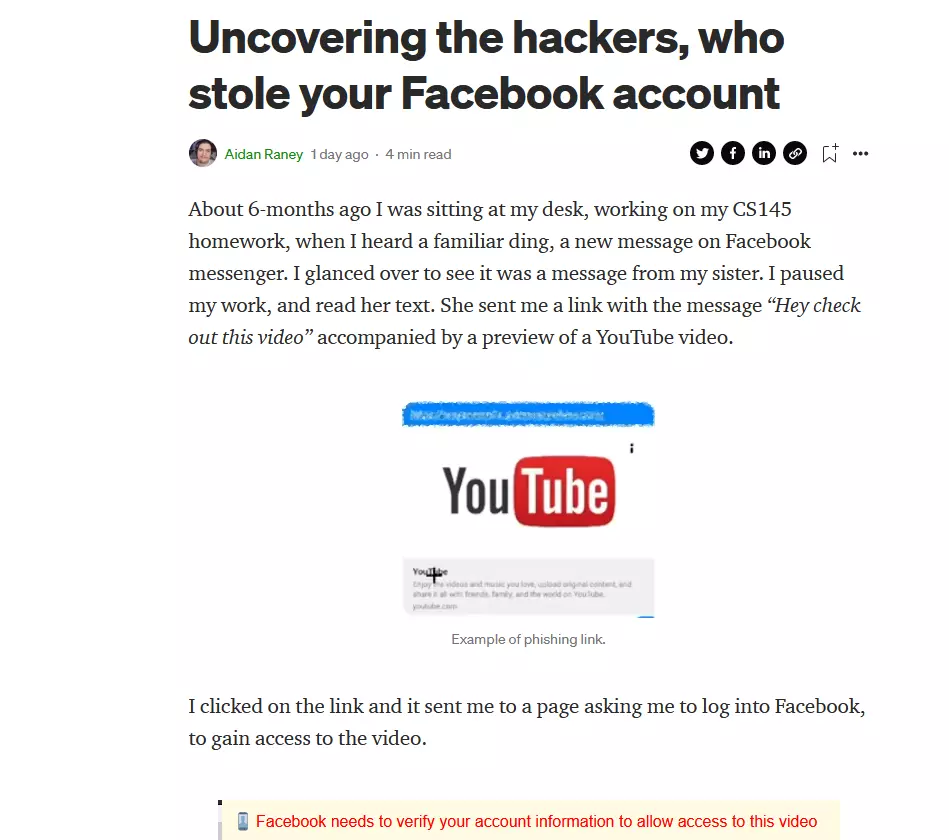 Uncovering the hackers, who
stole your Facebook account
Aidan Raney 1 day ago · 4 min read
About 6-months ago I was sitting at my desk, working on my CS145
homework, when I heard a familiar ding, a new message on Facebook
messenger. I glanced over to see it was a message from my sister. I paused
my work, and read her text. She sent me a link with the message “Hey check
out this video” accompanied by a preview of a YouTube video.
YouTube
YouTube
Enjoy the videos and music you love, upload original content, and
share it all with friends, family, and the world on YouTube.
youtube.com
Example of phishing link.
I clicked on the link and it sent me to a page asking me to log into Facebook,
to gain access to the video.
Facebook needs to verify your account information to allow access to this video